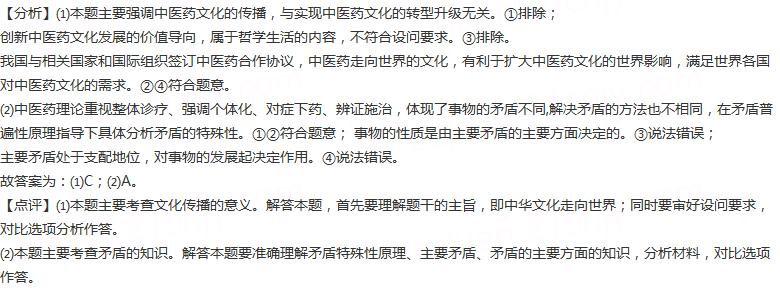 【分析】⑴本题主要强调中医药文化的传播，与实现中医药文化的转型升级无关。①排除；
创新中医药文化发展的价值导向，属于哲学生活的内容，不符合设问要求。③排除。
我国与相关国家和国际组织签订中医药合作协议，中医药走向世界的文化，有利于扩大中医药文化的世界影响，满足世界各国
对中医药文化的需求。②④符合题意。
⑵中医药理论重视整体诊疗、强调个体化、对症下药、辨证施治，体现了事物的矛盾不同,解决矛盾的方法也不相同，在矛盾普
遍性原理指导下具体分析矛盾的特殊性。①②符合题意； 事物的性质是由主要矛盾的主要方面决定的。③说法错误；
主要矛盾处于支配地位，对事物的发展起决定作用。④说法错误。
故答案为：⑴C；⑵A。
【点评】⑴本题主要考查文化传播的意义。解答本题，首先要理解题干的主旨，即中华文化走向世界；同时要审好设问要求，
对比选项分析作答。
⑵本题主要考查矛盾的知识。解答本题要准确理解矛盾特殊性原理、主要矛盾、矛盾的主要方面的知识，分析材料，对比选项
作答。